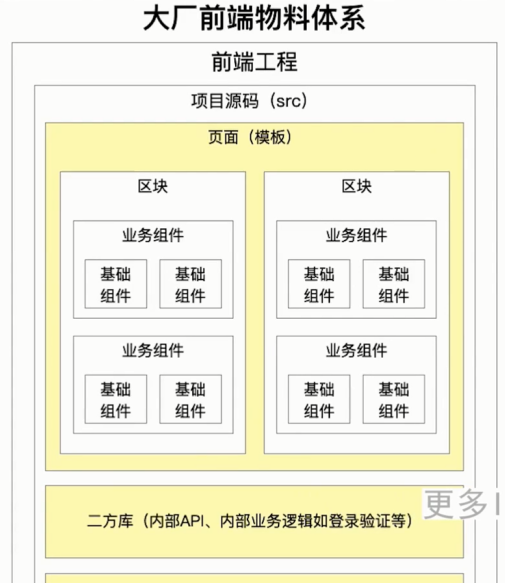 大厂前端物料体系
前端工程
项目源码（src）
页面（模板）
区块
业务组件
基础
组件
基础
组件
业务组件
基础
组件
基础
组件
区块
业务组件
基础
组件
基础
组件
业务组件
基础
组件
基础
组件
二方库（内部API、内部业务逻辑如登录验证等）
更多